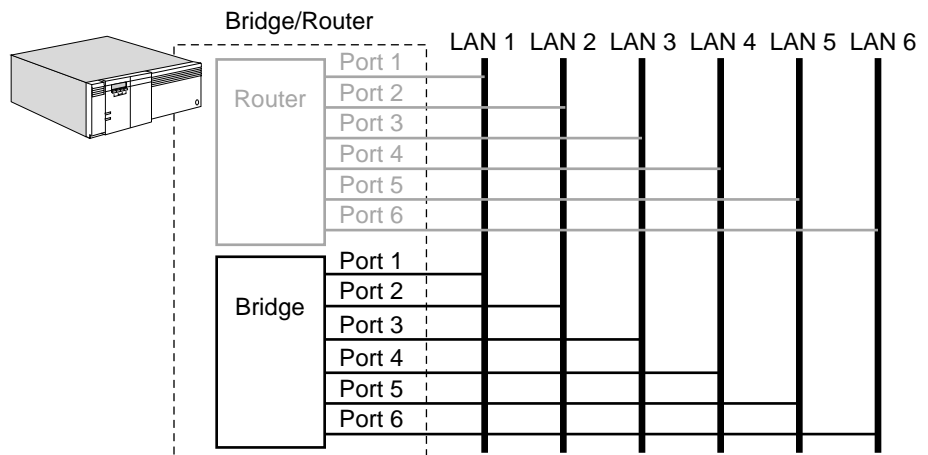 Bridge/Router
LAN 1 LAN 2 LAN 3 LAN 4 LAN 5 LAN 6
Router
Port 1
Port 2
Port 3
Port 4
Port 5
Port 6
Bridge
Port 1
Port 2
Port 3
Port 4
Port 5
Port 6